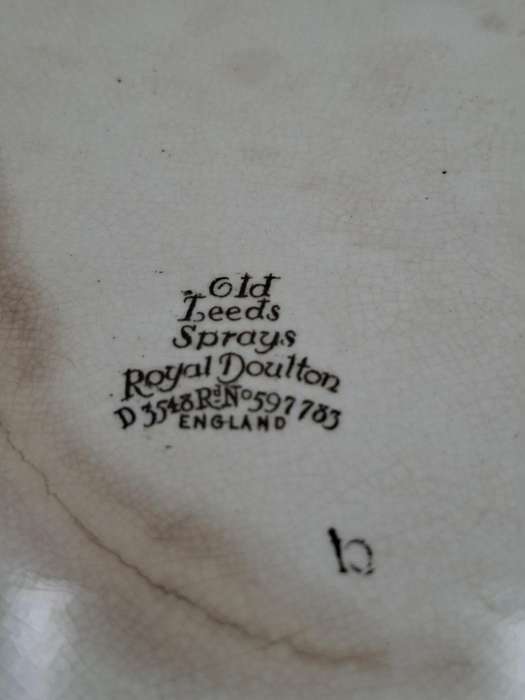 Old
Leeds
Sprays
Royal Doulton
D 3548 Rd No 597783
ENGLAND
b